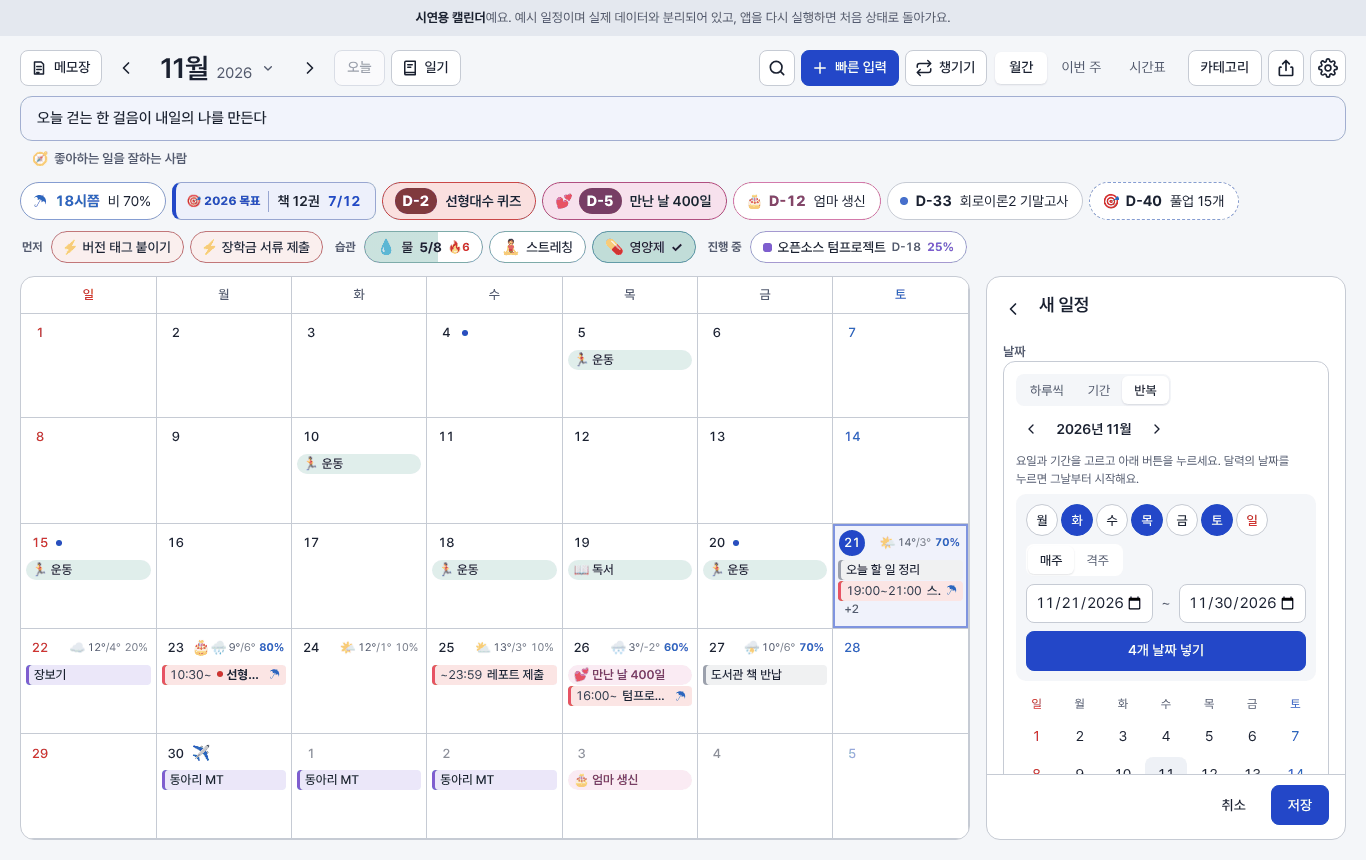 시연용 캘린더예요. 예시 일정이며 실제 데이터와 분리되어 있고, 앱을 다시 실행하면 처음 상태로 돌아가요.
메모장 11월 2026 오늘 일기 빠른 입력 챙기기 월간 이번 주 시간표 카테고리
오늘 걷는 한 걸음이 내일의 나를 만든다
좋아하는 일을 잘하는 사람
18시쯤 비 70% 2026 목표 책 12권 7/12 D-2 선형대수 퀴즈 D-5 만난 날 400일 D-12 엄마 생신 D-33 회로이론2 기말고사 D-40 풀업 15개
먼저 버전 태그 붙이기 장학금 서류 제출 습관 물 5/8 6 스트레칭 영양제 진행 중 오픈소스 텀프로젝트 D-18 25%
일 월 화 수 목 금 토
1 2 3 4 5 6 7
운동
8 9 10 11 12 13 14
운동
15 16 17 18 19 20 21 14°/3° 70%
운동 운동 독서 운동 오늘 할 일 정리
19:00~21:00 스.
+2
22 12°/4° 20% 23 9°/6° 80% 24 12°/1° 10% 25 13°/3° 10% 26 3°/-2° 60% 27 10°/6° 70% 28
장보기 10:30~ 선형... ~23:59 레포트 제출 만난 날 400일 도서관 책 반납
16:00~ 텀프로...
29 30 1 2 3 4 5
동아리 MT 동아리 MT 동아리 MT 엄마 생신
새 일정
날짜
하루씩 기간 반복
2026년 11월
요일과 기간을 고르고 아래 버튼을 누르세요. 달력의 날짜를
누르면 그날부터 시작해요.
월 화 수 목 금 토 일
매주 격주
11/21/2026 ~ 11/30/2026
4개 날짜 넣기
일 월 화 수 목 금 토
1 2 3 4 5 6 7
8 9 10 11 12 13 14
취소 저장